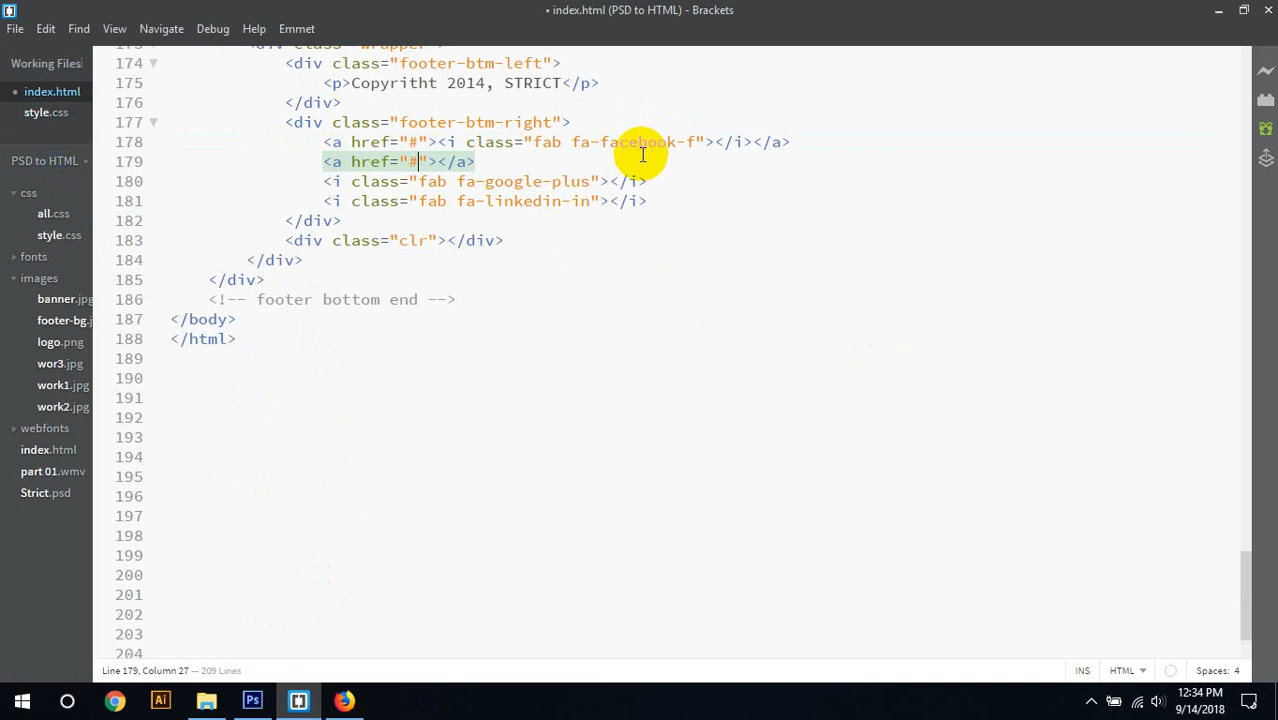 • index.html (PSD to HTML) - Brackets
File Edit Find View Navigate Debug Help Emmet
Working Files
• index.html
style.css
PSD to HTML
css
all.css
style.css
fonts
images
banner.jpg
footer-bg.j
logo.png
wor3.jpg
work1.jpg
work2.jpg
webfonts
index.html
part 01.wmv
Strict.psd
173 <div class="wrapper">
174 <div class="footer-btm-left">
175 <p>Copyritht 2014, STRICT</p>
176 </div>
177 <div class="footer-btm-right">
178 <a href="#"><i class="fab fa-facebook-f"></i></a>
179 <a href="#"></a>
180 <i class="fab fa-google-plus"></i>
181 <i class="fab fa-linkedin-in"></i>
182 </div>
183 <div class="clr"></div>
184 </div>
185 </div>
186 <!-- footer bottom end -->
187 </body>
188 </html>
189
190
191
192
193
194
195
196
197
198
199
200
201
202
203
204
Line 179, Column 27 — 209 Lines
INS HTML Spaces: 4
Ai Ps
12:34 PM
9/14/2018